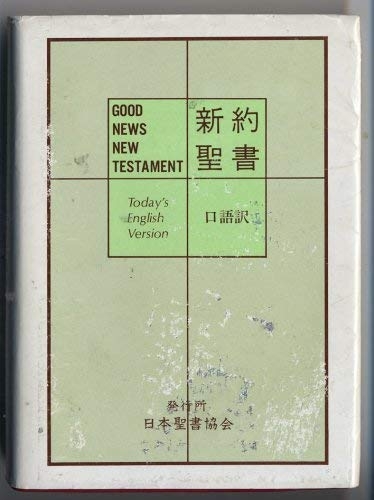 GOOD
NEWS
NEW
TESTAMENT
新約
聖書
Today's
English
Version
口語訳
発行所
日本聖書協会